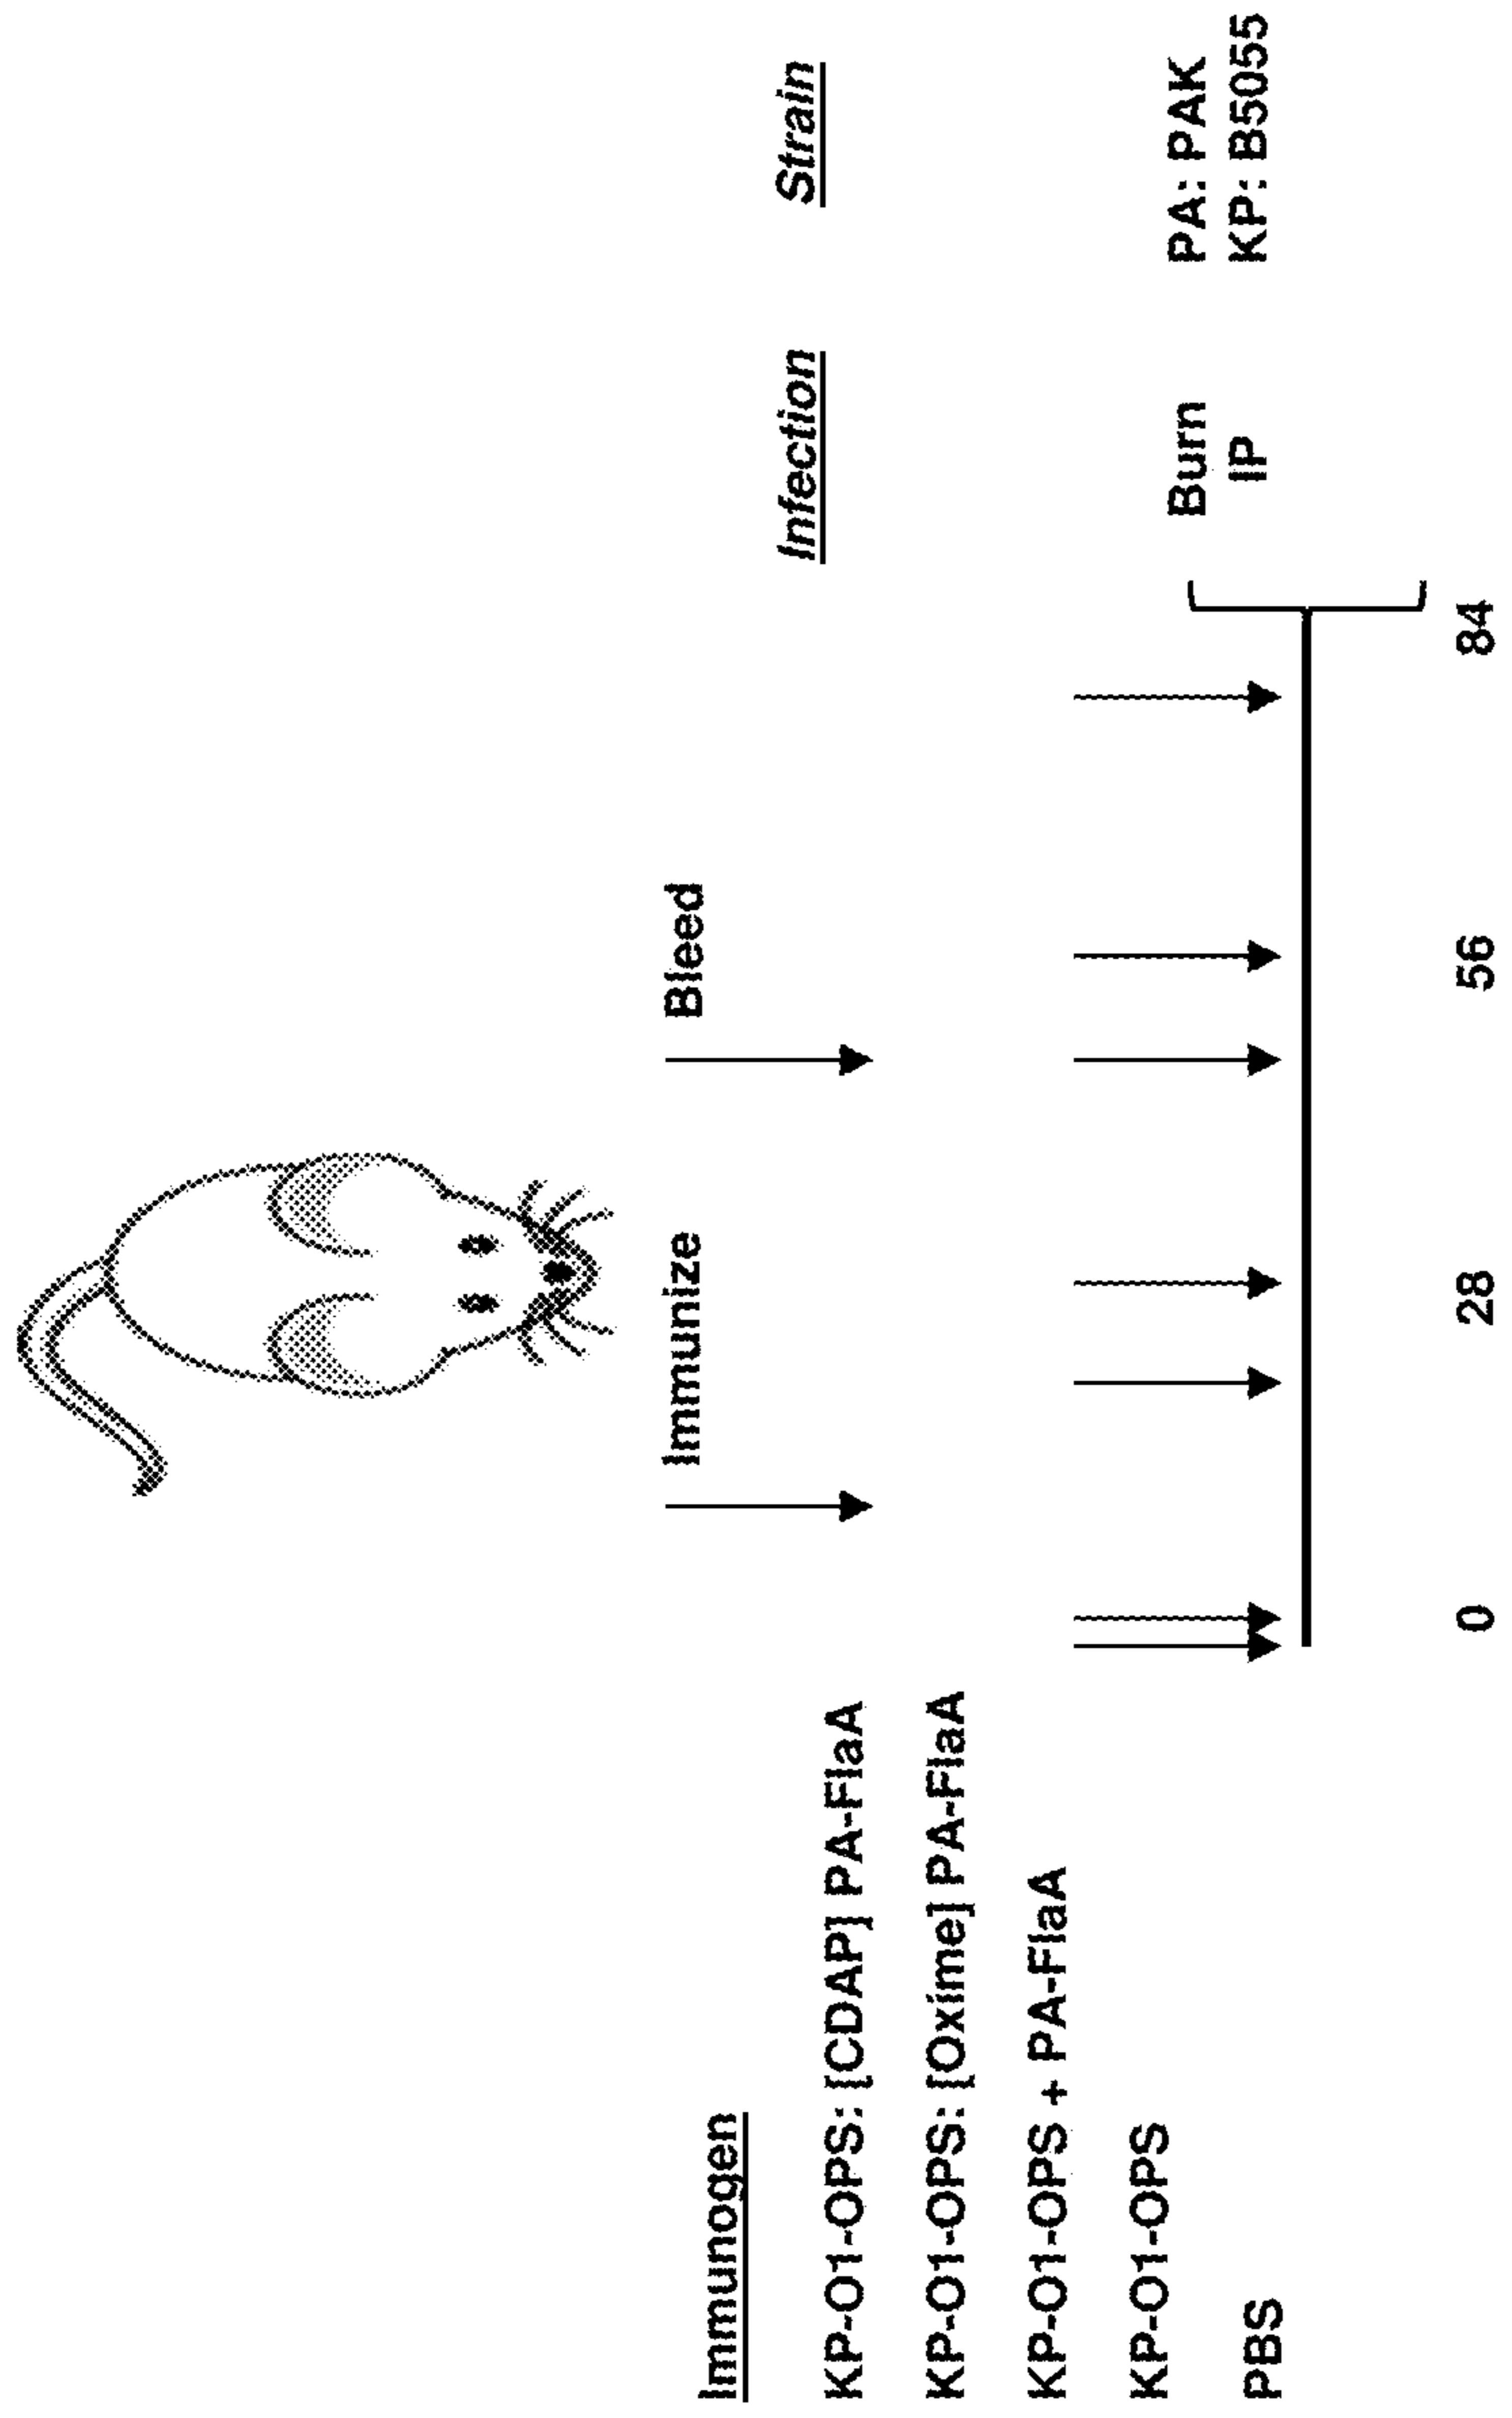 Immunize
Bleed
Immunogen
KP-O1-OPS: [CDAP] PA-FlaA
KP-O1-OPS: [Oxime] PA-FlaA
KP-O1-OPS + PA-FlaA
KP-O1-OPS
PBS
Infection
Strain
Burn
PA: PAK
IP
KP: B5055
0
28
56
84